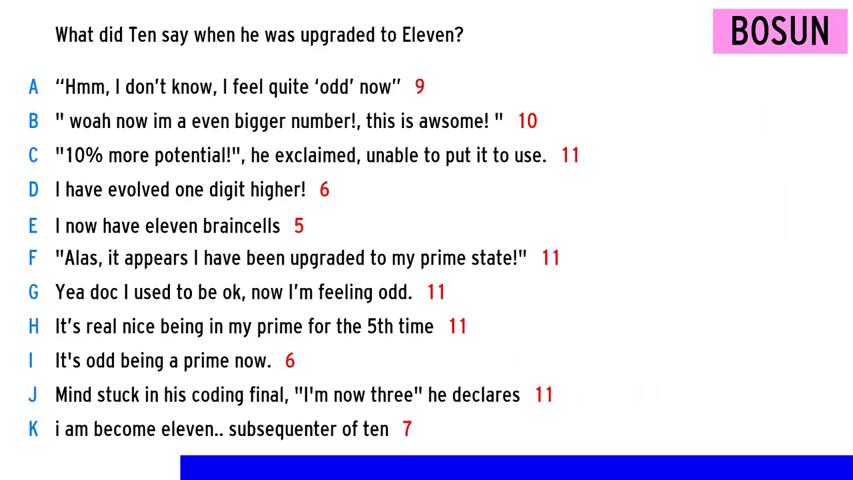 What did Ten say when he was upgraded to Eleven?
BOSUN
A “Hmm, I don’t know, I feel quite ‘odd’ now” 9
B " woah now im a even bigger number!, this is awsome! " 10
C "10% more potential!", he exclaimed, unable to put it to use. 11
D I have evolved one digit higher! 6
E I now have eleven braincells 5
F "Alas, it appears I have been upgraded to my prime state!" 11
G Yea doc I used to be ok, now I’m feeling odd. 11
H It’s real nice being in my prime for the 5th time 11
I It's odd being a prime now. 6
J Mind stuck in his coding final, "I'm now three" he declares 11
K i am become eleven.. subsequenter of ten 7